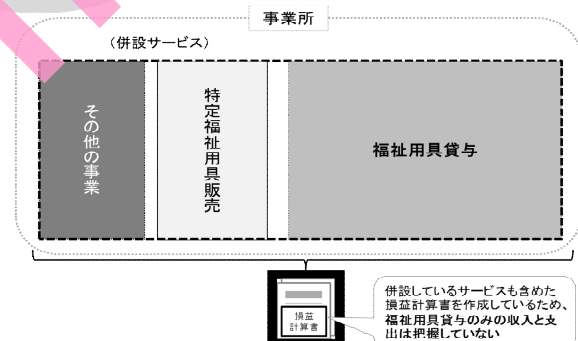 事業所
（併設サービス）
その他の事業
特定福祉用具販売
福祉用具貸与
損益
計算書
併設しているサービスも含めた
損益計算書を作成しているため、
福祉用具貸与のみの収入と支
出は把握していない